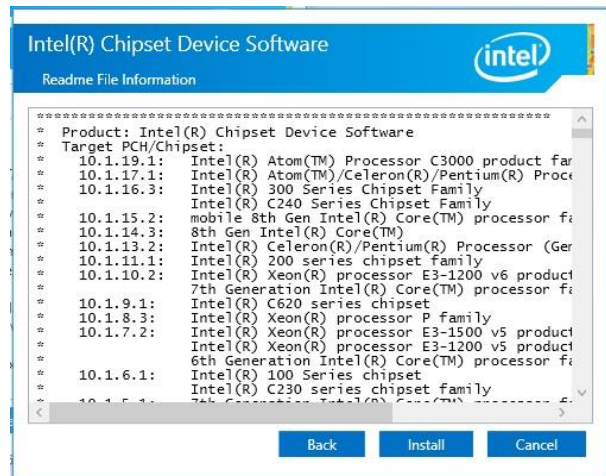 Intel(R) Chipset Device Software
intel
Readme File Information
************************************************************
* Product: Intel(R) Chipset Device Software
* Target PCH/Chipset:
* 10.1.19.1: Intel(R) Atom(TM) Processor C3000 product fam
* 10.1.17.1: Intel(R) Atom(TM)/Celeron(R)/Pentium(R) Proce
* 10.1.16.3: Intel(R) 300 Series Chipset Family
* Intel(R) C240 Series Chipset Family
* 10.1.15.2: mobile 8th Gen Intel(R) Core(TM) processor fa
* 10.1.14.3: 8th Gen Intel(R) Core(TM)
* 10.1.13.2: Intel(R) Celeron(R)/Pentium(R) Processor (Gem
* 10.1.11.1: Intel(R) 200 series chipset family
* 10.1.10.2: Intel(R) Xeon(R) processor E3-1200 v6 product
* 7th Generation Intel(R) Core(TM) processor fa
* 10.1.9.1: Intel(R) C620 series chipset
* 10.1.8.3: Intel(R) Xeon(R) processor P family
* 10.1.7.2: Intel(R) Xeon(R) processor E3-1500 v5 product
* Intel(R) Xeon(R) processor E3-1200 v5 product
* 6th Generation Intel(R) Core(TM) processor fa
* 10.1.6.1: Intel(R) 100 Series chipset
* Intel(R) C230 series chipset family
Back Install Cancel